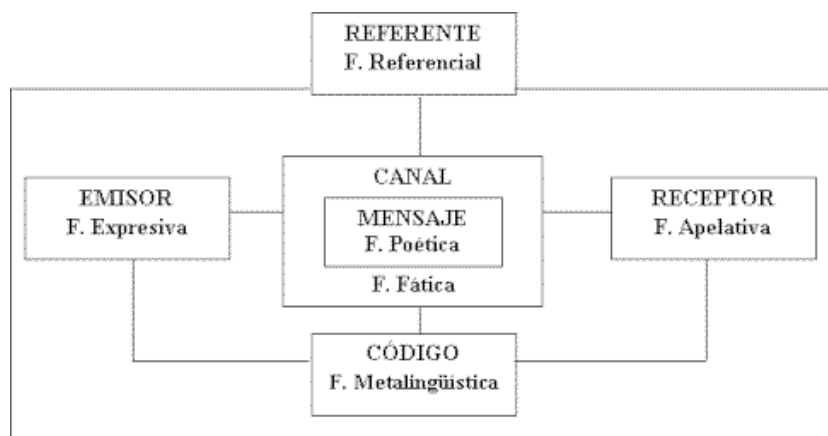 REFERENTE
F. Referencial
CANAL
EMISOR
F. Expresiva
MENSAJE
F. Poética
RECEPTOR
F. Apelativa
F. Fática
CÓDIGO
F. Metalingüística